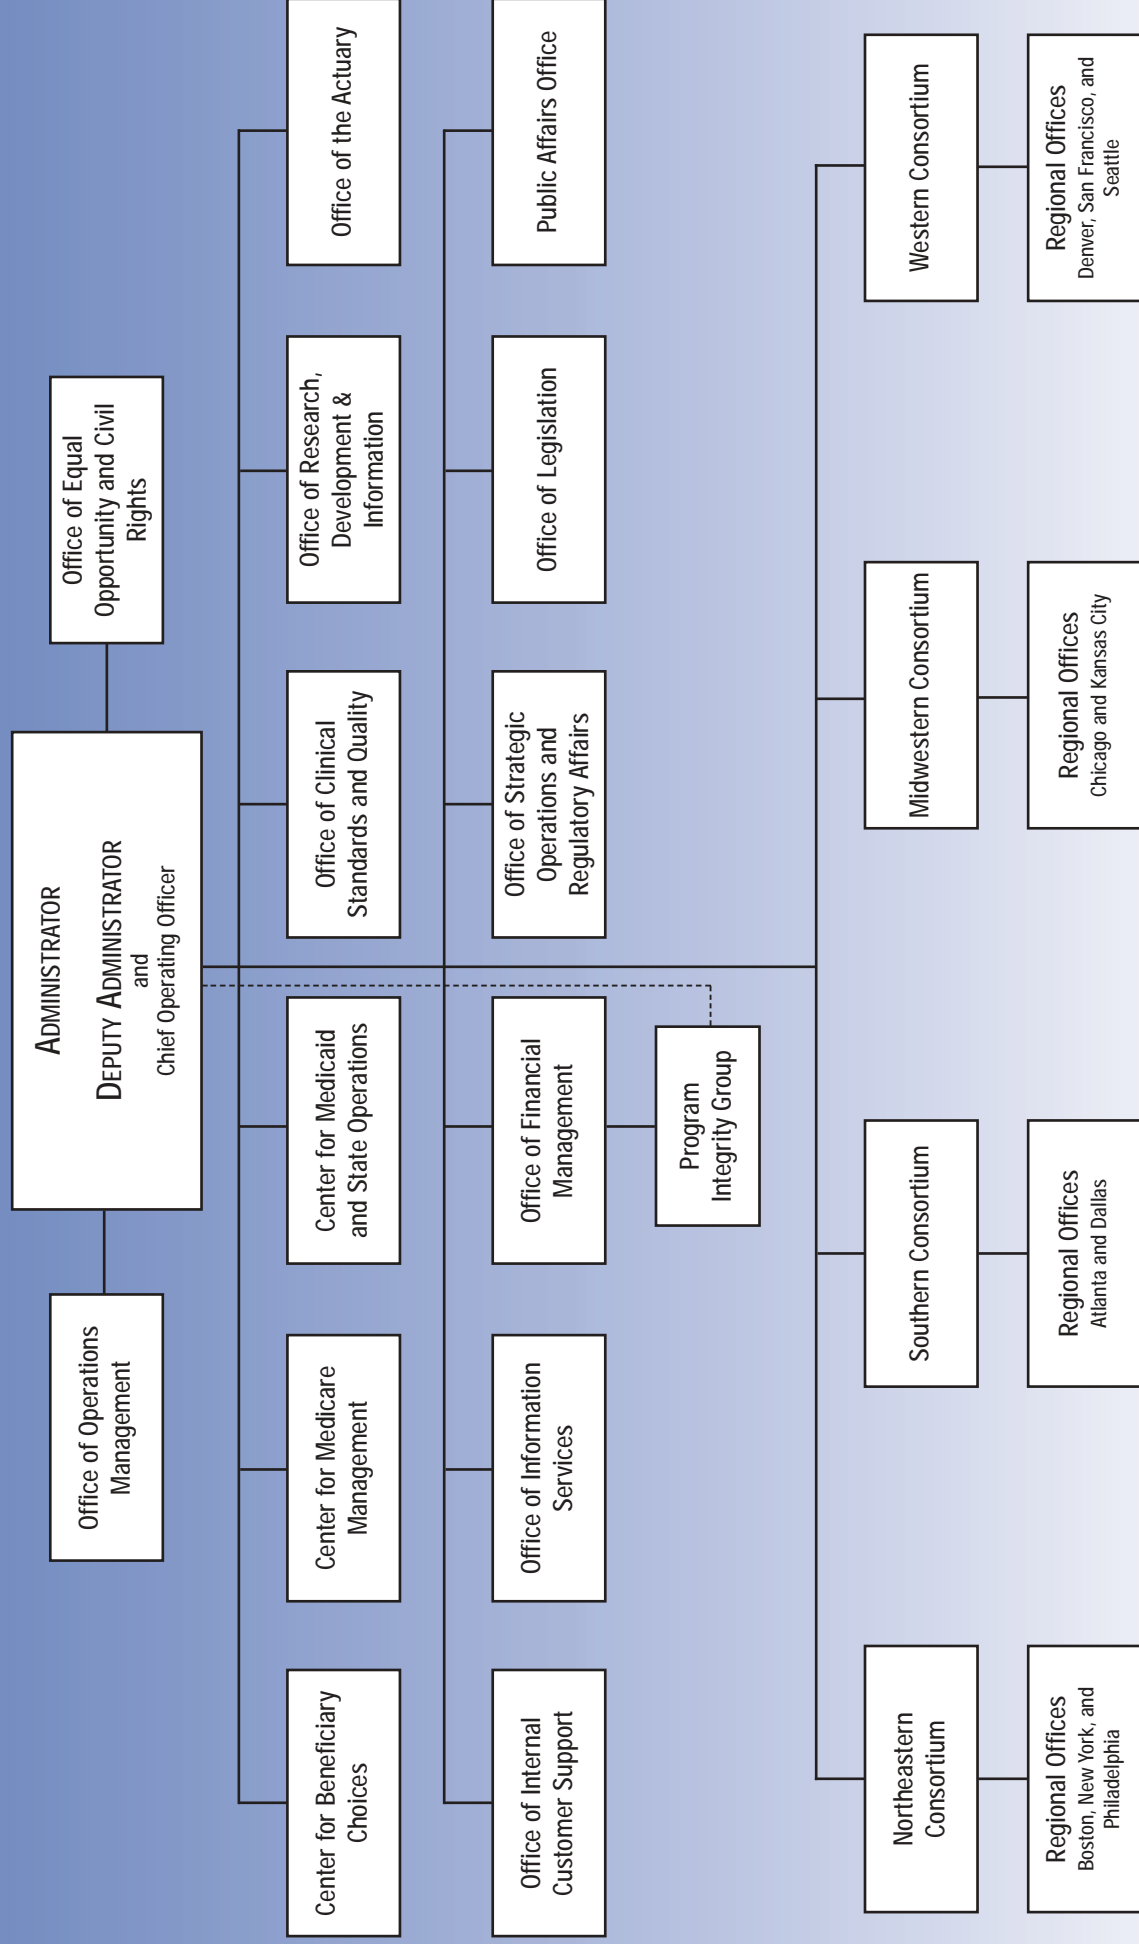 ADMINISTRATOR
DEPUTY ADMINISTRATOR
and
Chief Operating Officer
Office of Operations
Management
Office of Equal
Opportunity and Civil
Rights
Center for Beneficiary
Choices
Center for Medicare
Management
Center for Medicaid
and State Operations
Office of Clinical
Standards and Quality
Office of Research,
Development &
Information
Office of the Actuary
Office of Internal
Customer Support
Office of Information
Services
Office of Financial
Management
Office of Strategic
Operations and
Regulatory Affairs
Office of Legislation
Public Affairs Office
Program
Integrity Group
Northeastern
Consortium
Southern Consortium
Midwestern Consortium
Western Consortium
Regional Offices
Boston, New York, and
Philadelphia
Regional Offices
Atlanta and Dallas
Regional Offices
Chicago and Kansas City
Regional Offices
Denver, San Francisco, and
Seattle